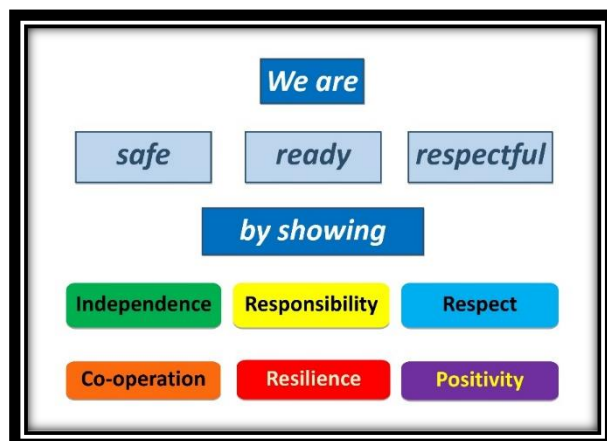 We are
safe ready respectful
by showing
Independence Responsibility Respect
Co-operation Resilience Positivity